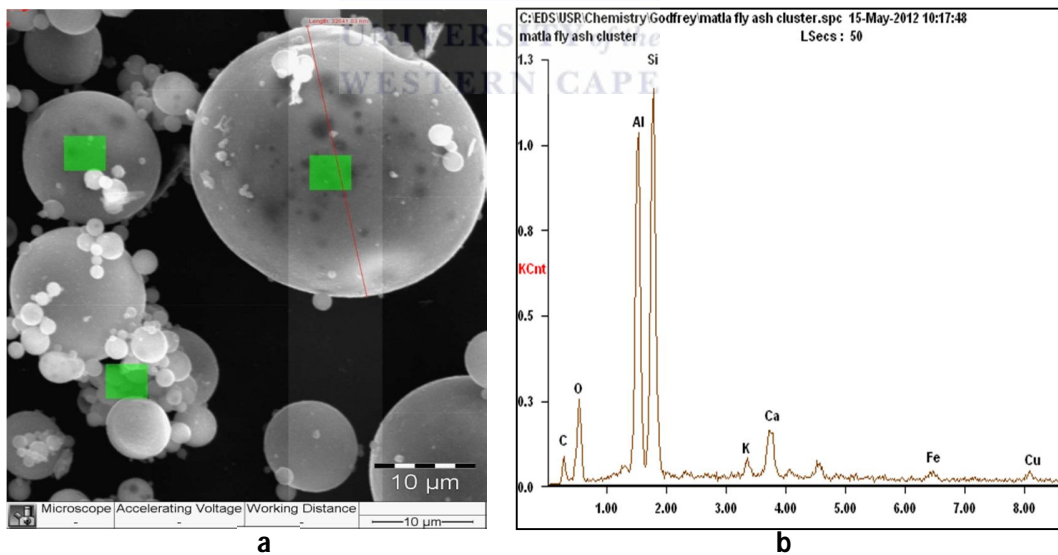 UNIVERSITY of the
WESTERN CAPE
10 µm
Microscope Accelerating Voltage Working Distance
- - - 10 µm
a
C:\EDS\USR\Chemistry\Godfrey\matla fly ash cluster.spc 15-May-2012 10:17:48
matla fly ash cluster LSecs : 50
1.3
1.0
0.8
KCnt
0.5
0.3
0.0
C
O
Al
Si
K
Ca
Fe
Cu
1.00 2.00 3.00 4.00 5.00 6.00 7.00 8.00
b